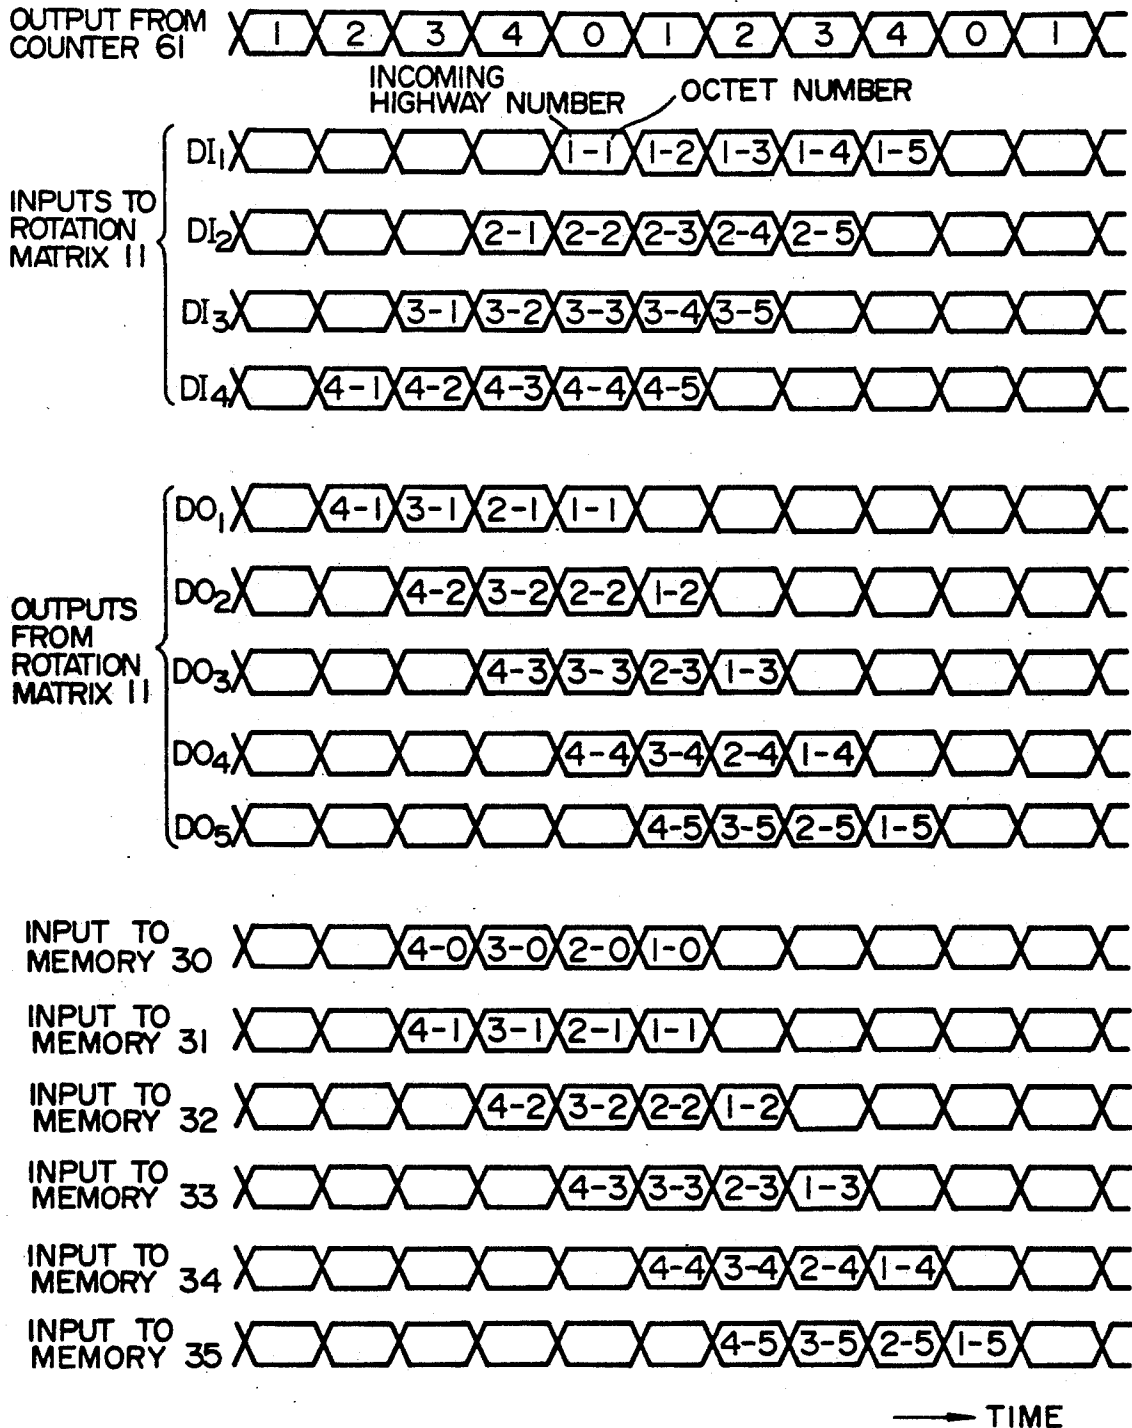 OUTPUT FROM
COUNTER 61
1 2 3 4 0 1 2 3 4 0 1
INCOMING
HIGHWAY NUMBER
OCTET NUMBER
INPUTS TO
ROTATION
MATRIX 11
DI1 1-1 1-2 1-3 1-4 1-5
DI2 2-1 2-2 2-3 2-4 2-5
DI3 3-1 3-2 3-3 3-4 3-5
DI4 4-1 4-2 4-3 4-4 4-5
OUTPUTS
FROM
ROTATION
MATRIX 11
DO1 4-1 3-1 2-1 1-1
DO2 4-2 3-2 2-2 1-2
DO3 4-3 3-3 2-3 1-3
DO4 4-4 3-4 2-4 1-4
DO5 4-5 3-5 2-5 1-5
INPUT TO
MEMORY 30
4-0 3-0 2-0 1-0
INPUT TO
MEMORY 31
4-1 3-1 2-1 1-1
INPUT TO
MEMORY 32
4-2 3-2 2-2 1-2
INPUT TO
MEMORY 33
4-3 3-3 2-3 1-3
INPUT TO
MEMORY 34
4-4 3-4 2-4 1-4
INPUT TO
MEMORY 35
4-5 3-5 2-5 1-5
TIME